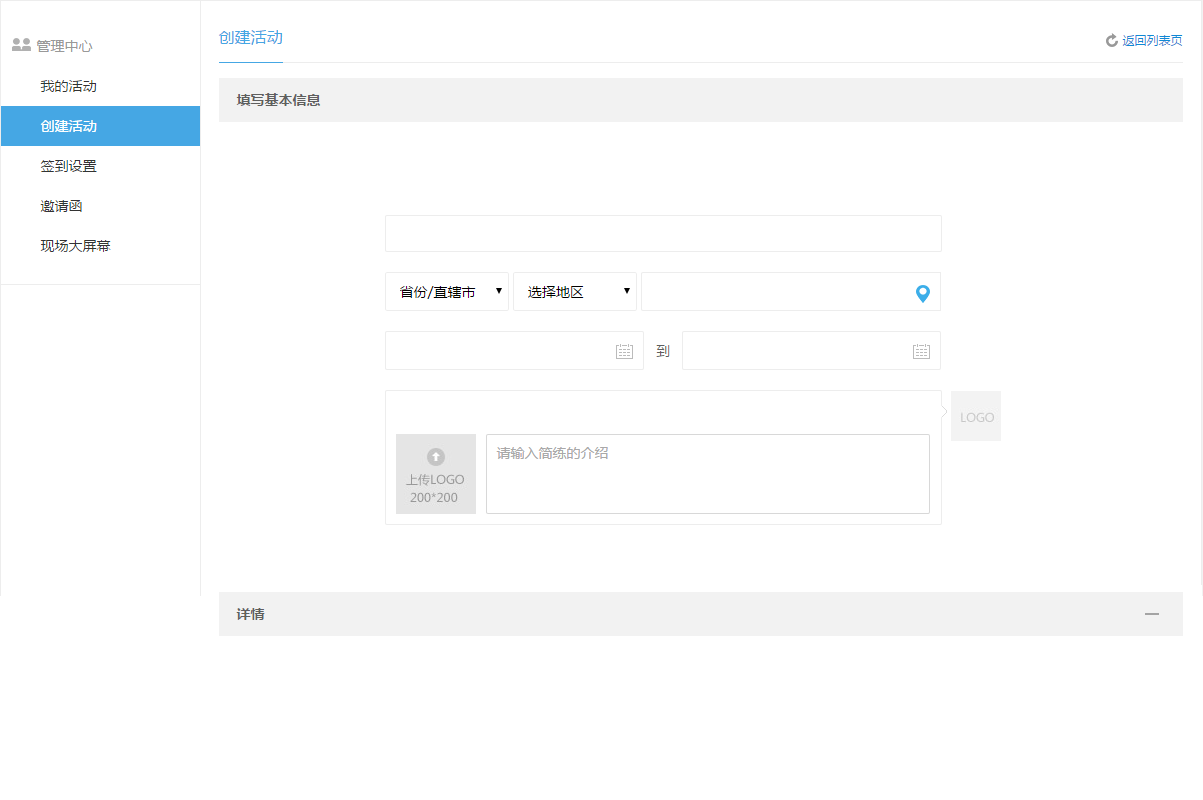 管理中心
我的活动
创建活动
签到设置
邀请函
现场大屏幕
创建活动
返回列表页
填写基本信息
省份/直辖市 选择地区
到
LOGO
上传LOGO
200*200
请输入简练的介绍
详情